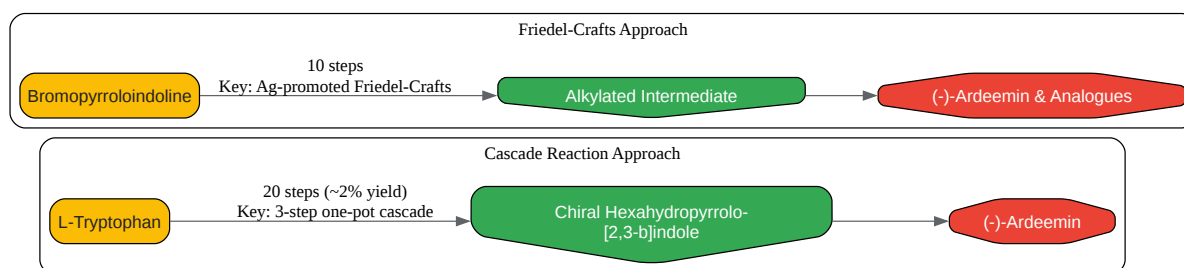 Friedel-Crafts Approach
10 steps
Key: Ag-promoted Friedel-Crafts
Bromopyrroloindoline
Alkylated Intermediate
(-)-Ardeemin & Analogues
Cascade Reaction Approach
20 steps (~2% yield)
Key: 3-step one-pot cascade
L-Tryptophan
Chiral Hexahydropyrrolo-
[2,3-b]indole
(-)-Ardeemin